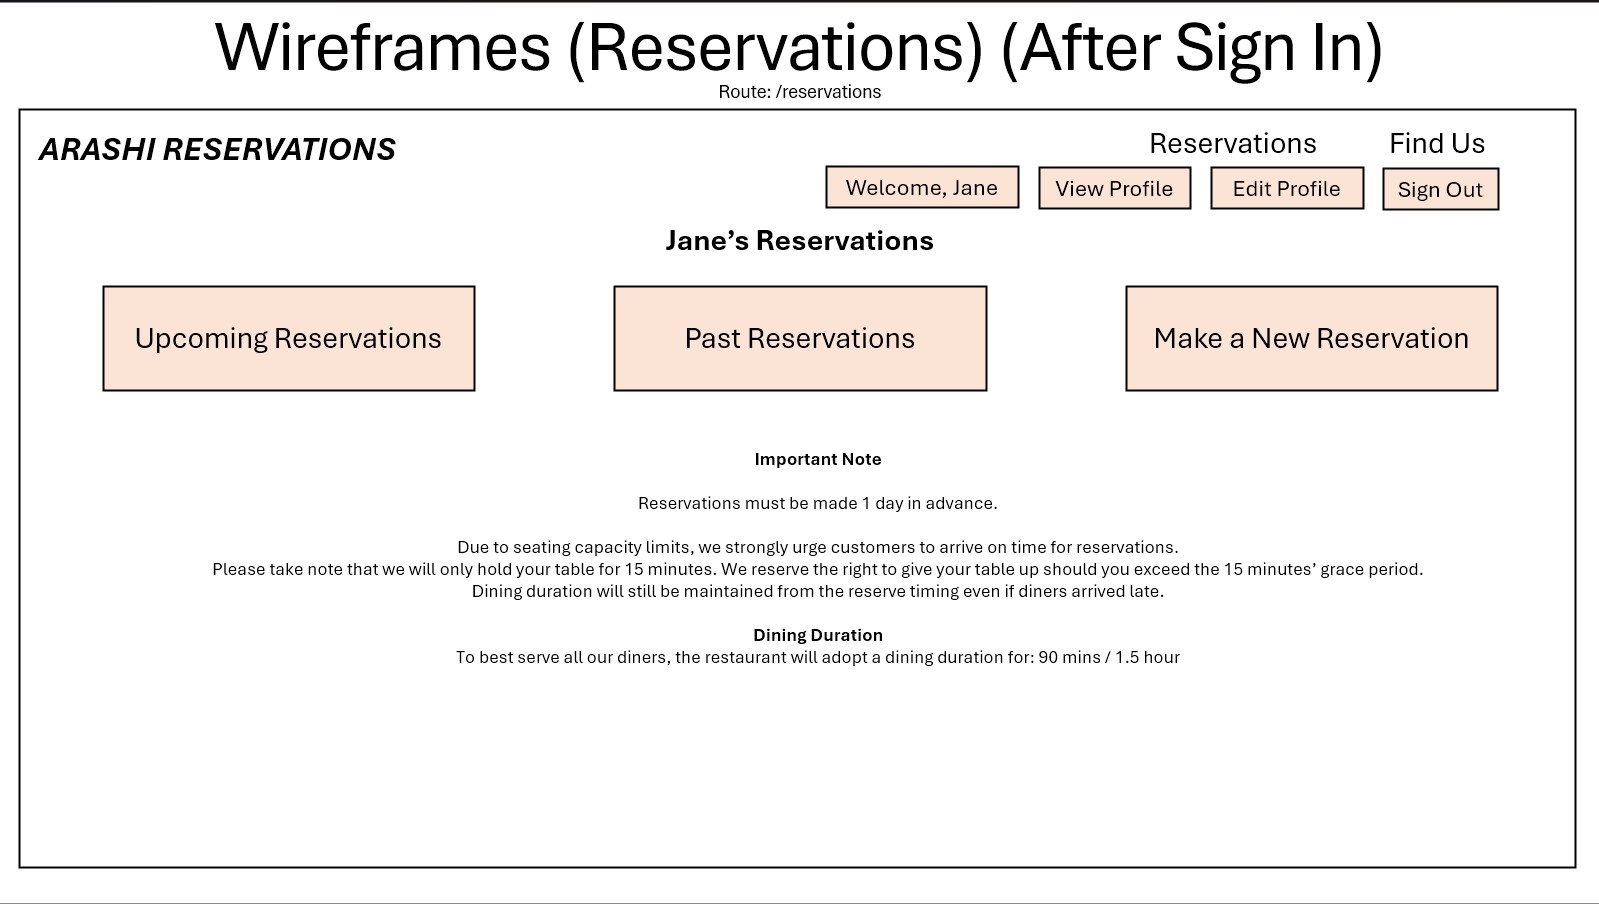 Wireframes (Reservations) (After Sign In)
Route: /reservations
ARASHI RESERVATIONS
Reservations
Find Us
Welcome, Jane
View Profile
Edit Profile
Sign Out
Jane’s Reservations
Upcoming Reservations
Past Reservations
Make a New Reservation
Important Note
Reservations must be made 1 day in advance.
Due to seating capacity limits, we strongly urge customers to arrive on time for reservations.
Please take note that we will only hold your table for 15 minutes. We reserve the right to give your table up should you exceed the 15 minutes’ grace period.
Dining duration will still be maintained from the reserve timing even if diners arrived late.
Dining Duration
To best serve all our diners, the restaurant will adopt a dining duration for: 90 mins / 1.5 hour